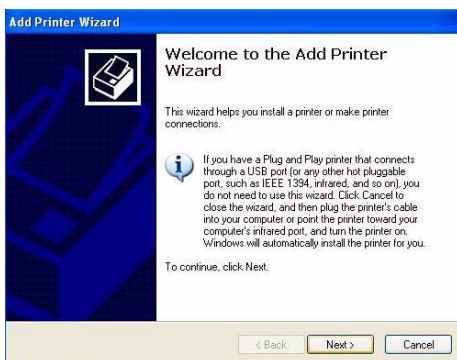 Add Printer Wizard
Welcome to the Add Printer
Wizard
This wizard helps you install a printer or make printer
connections.
If you have a Plug and Play printer that connects
through a USB port (or any other hot pluggable
port, such as IEEE 1394, infrared, and so on), you
do not need to use this wizard. Click Cancel to
close the wizard, and then plug the printer's cable
into your computer or point the printer toward your
computer's infrared port, and turn the printer on.
Windows will automatically install the printer for you.
To continue, click Next.
< Back Next > Cancel